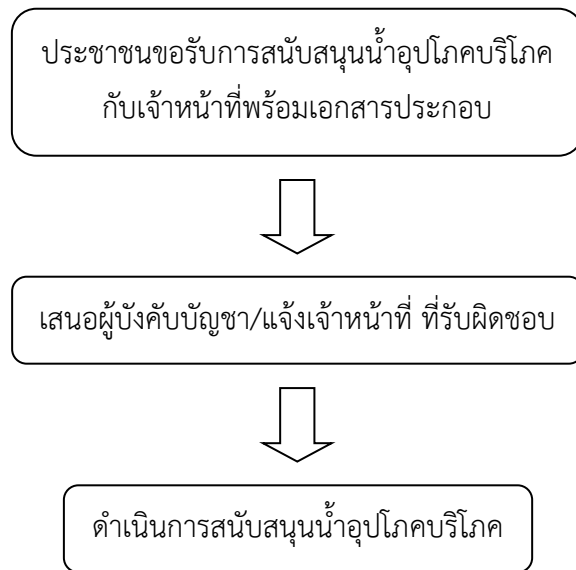 ประชาชนขอรับการสนับสนุนน้ำอุปโภคบริโภค
กับเจ้าหน้าที่พร้อมเอกสารประกอบ
เสนอผู้บังคับบัญชา/แจ้งเจ้าหน้าที่ ที่รับผิดชอบ
ดำเนินการสนับสนุนน้ำอุปโภคบริโภค